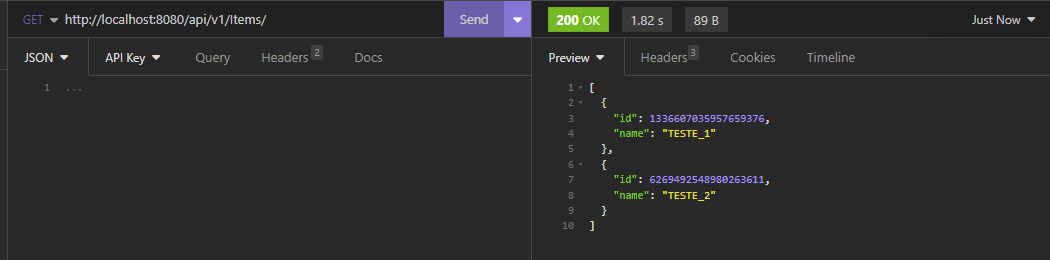 GET http://localhost:8080/api/v1/Items/ Send 200 OK 1.82 s 89 B Just Now
JSON API Key Query Headers 2 Docs Preview Headers 3 Cookies Timeline
1 ...
1 [
2 {
3 "id": 1336607035957659376,
4 "name": "TESTE_1"
5 },
6 {
7 "id": 6269492548980263611,
8 "name": "TESTE_2"
9 }
10 ]